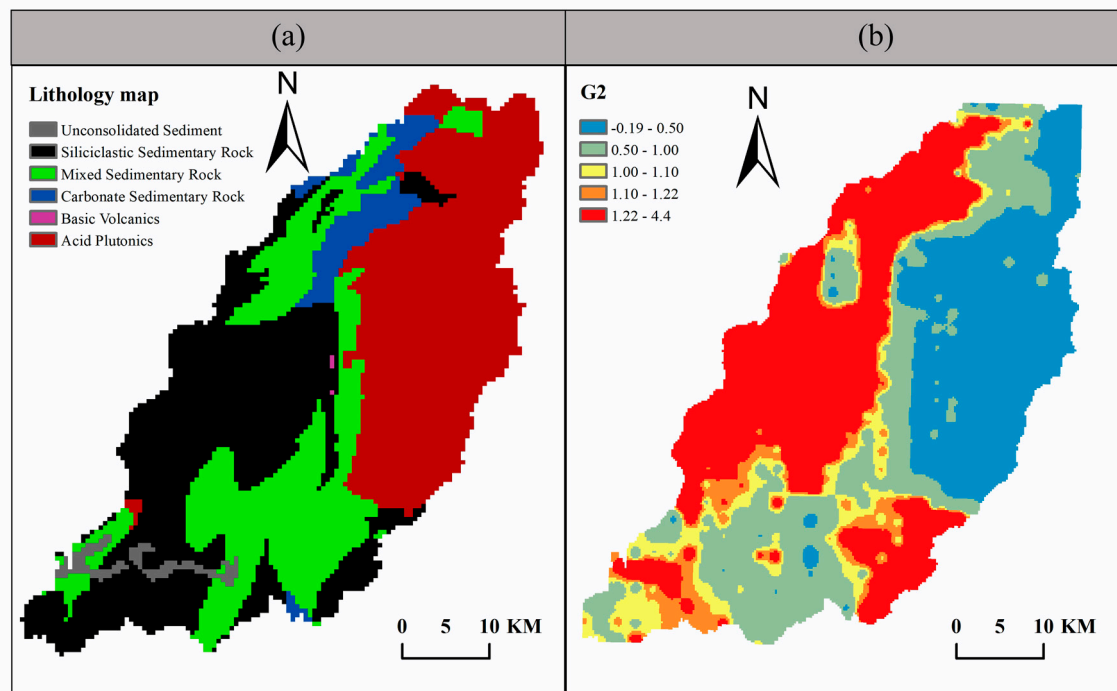 (a)
(b)
N
Lithology map
Unconsolidated Sediment
Siliciclastic Sedimentary Rock
Mixed Sedimentary Rock
Carbonate Sedimentary Rock
Basic Volcanics
Acid Plutonics
0 5 10 KM
N
G2
-0.19 - 0.50
0.50 - 1.00
1.00 - 1.10
1.10 - 1.22
1.22 - 4.4
0 5 10 KM